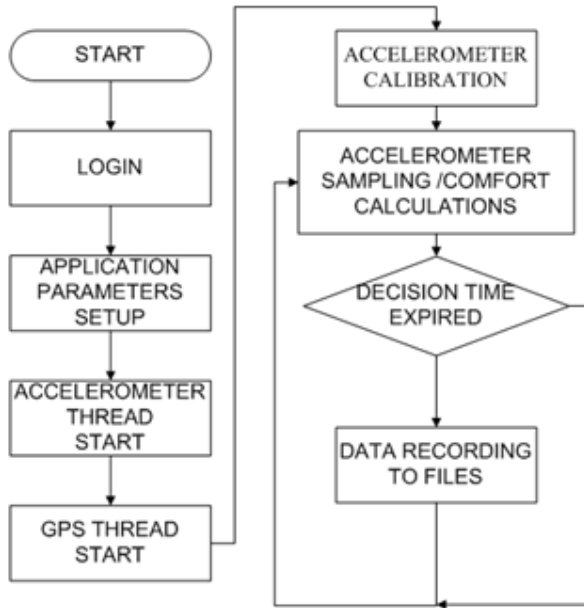 START
LOGIN
APPLICATION
PARAMETERS
SETUP
ACCELEROMETER
THREAD
START
GPS THREAD
START
ACCELEROMETER
CALIBRATION
ACCELEROMETER
SAMPLING /COMFORT
CALCULATIONS
DECISION TIME
EXPIRED
DATA RECORDING
TO FILES